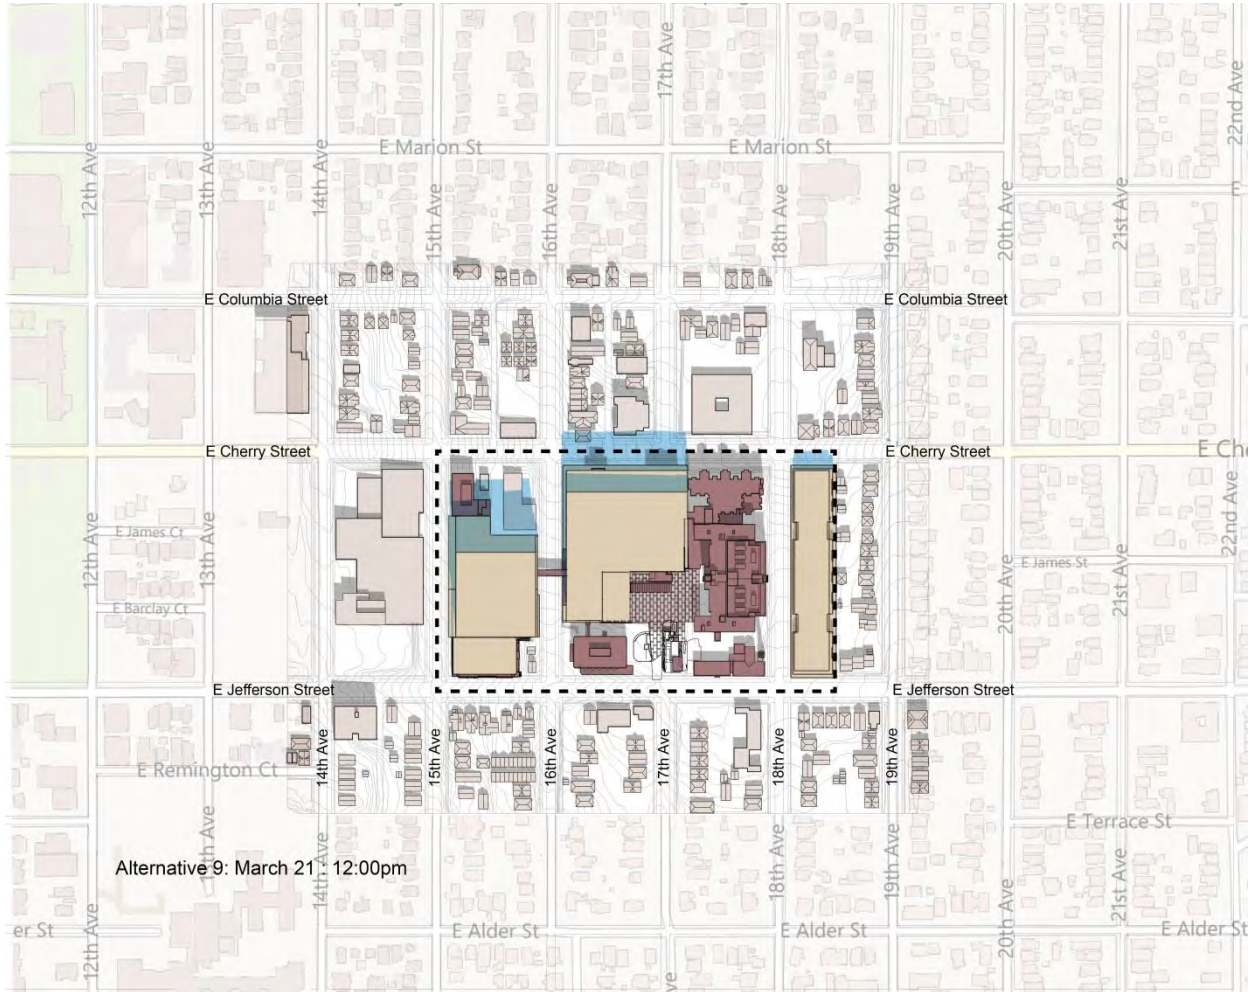 17th Ave
22nd Ave
E Marion St
E Marion St
12th Ave
13th Ave
14th Ave
15th Ave
16th Ave
18th Ave
19th Ave
20th Ave
21st Ave
E Columbia Street
E Columbia Street
E Cherry Street
E Cherry Street
E Che
12th Ave
E James Ct
13th Ave
E James St
22nd Ave
E Barclay Ct
20th Ave
21st Ave
E Jefferson Street
E Jefferson Street
14th Ave
15th Ave
16th Ave
17th Ave
18th Ave
19th Ave
E Remington Ct
E Terrace St
Alternative 9: March 21 : 12:00pm
14th Ave
18th Ave
19th Ave
er St
12th Ave
E Alder St
E Alder St
20th Ave
21st Ave
E Alder St
ve